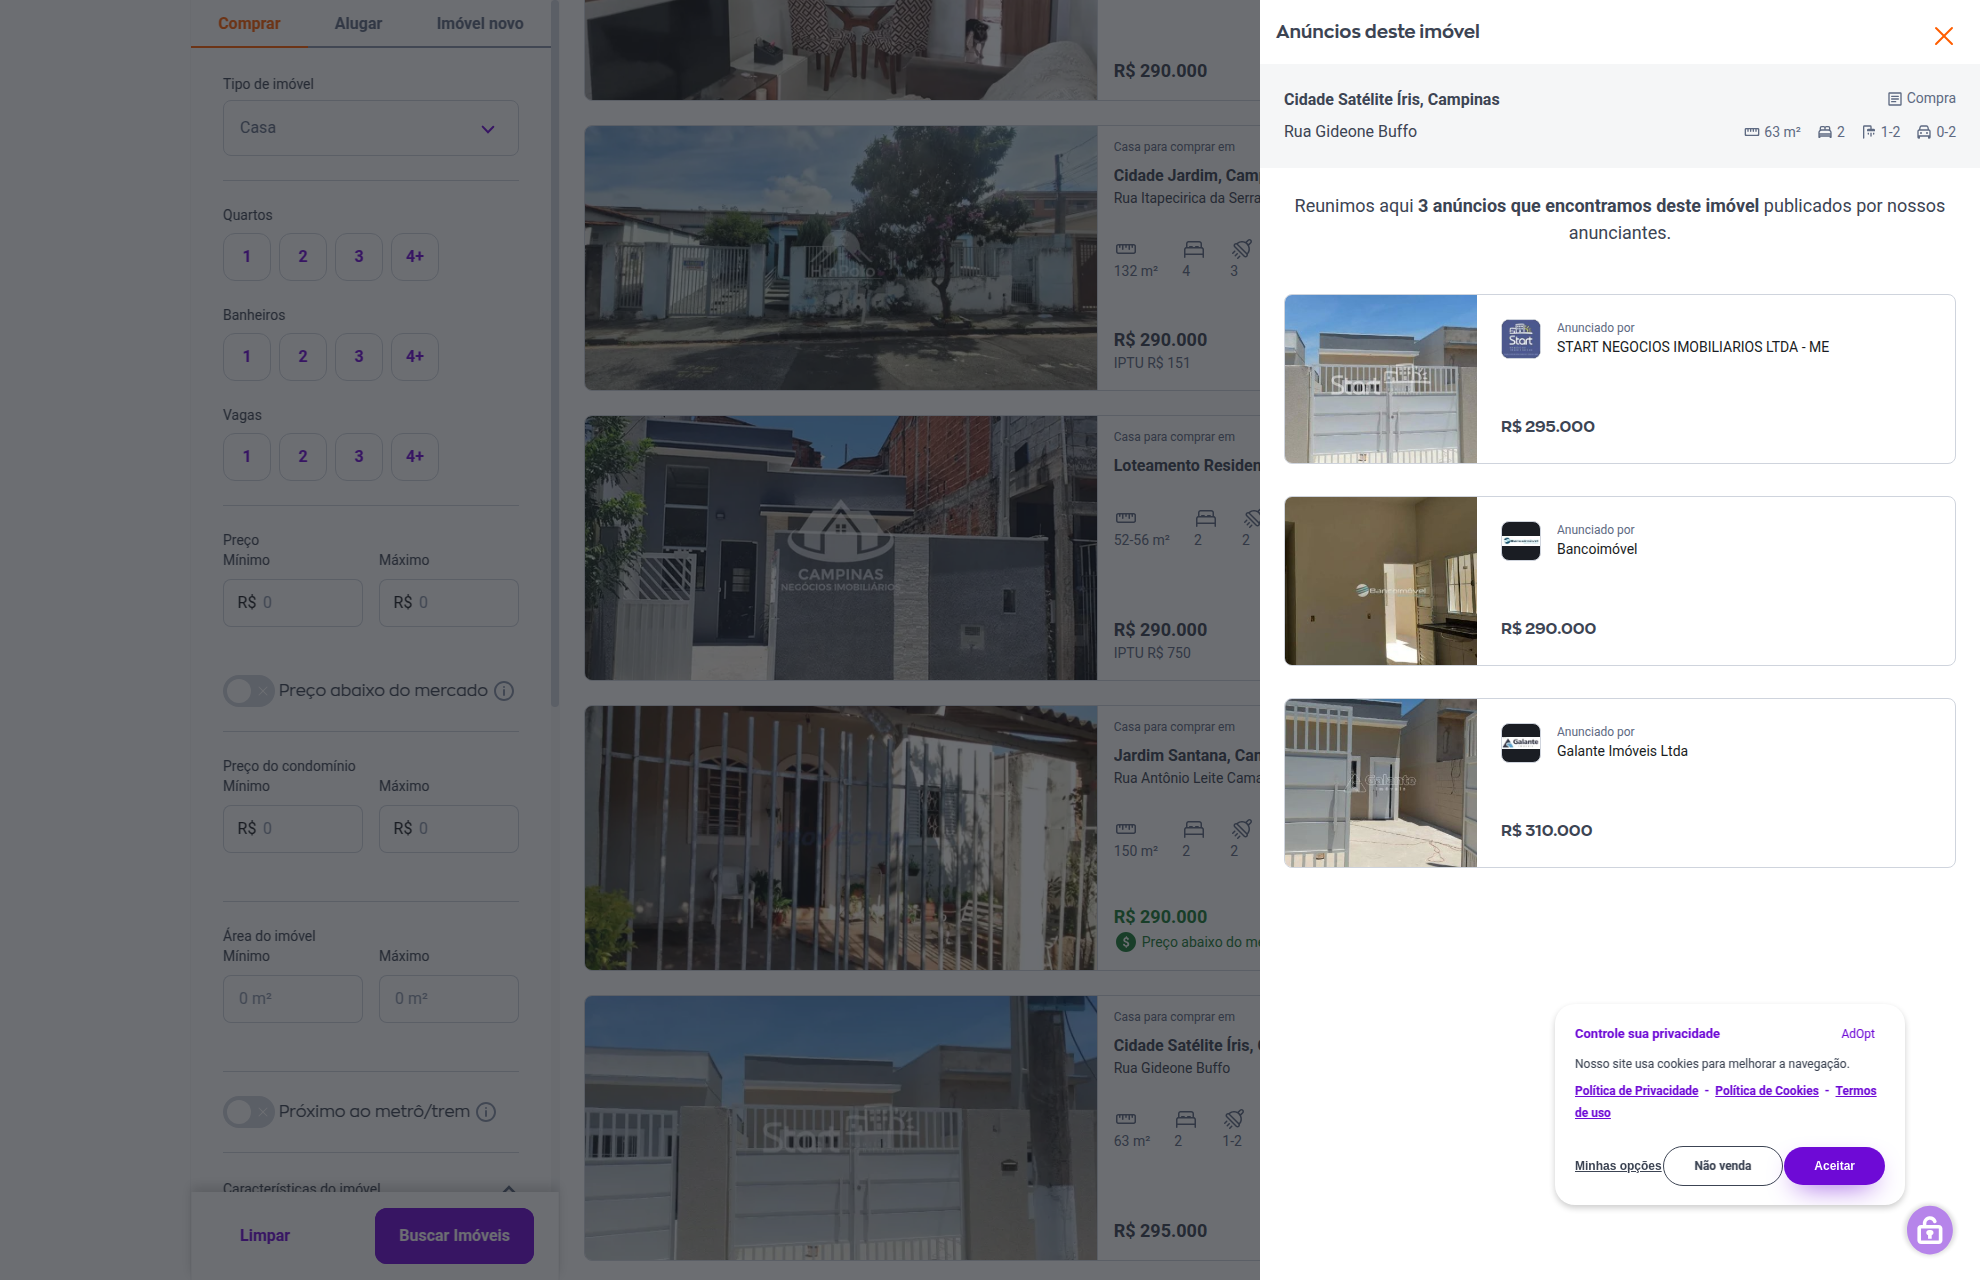 Comprar
Alugar
Imóvel novo
Tipo de imóvel
Casa
Quartos
1
2
3
4+
Banheiros
1
2
3
4+
Vagas
1
2
3
4+
Preço
Mínimo
Máximo
R$ 0
R$ 0
Preço abaixo do mercado
Preço do condomínio
Mínimo
Máximo
R$ 0
R$ 0
Área do imóvel
Mínimo
Máximo
0 m²
0 m²
Próximo ao metrô/trem
Características do imóvel
Limpar
Buscar Imóveis
R$ 290.000
HmPolo
Casa para comprar em
Cidade Jardim, Cam
Rua Itapecirica da Serra
132 m²
4
3
R$ 290.000
IPTU R$ 151
CAMPINAS
NEGÓCIOS IMOBILIÁRIOS
Casa para comprar em
Loteamento Residen
52-56 m²
2
2
R$ 290.000
IPTU R$ 750
Casa para comprar em
Jardim Santana, Cam
Rua Antônio Leite Cama
150 m²
2
2
R$ 290.000
$ Preço abaixo do me
Start
Casa para comprar em
Cidade Satélite Íris, C
Rua Gideone Buffo
63 m²
2
1-2
R$ 295.000
Anúncios deste imóvel
Cidade Satélite Íris, Campinas
Compra
Rua Gideone Buffo
63 m²
2
1-2
0-2
Reunimos aqui 3 anúncios que encontramos deste imóvel publicados por nossos
anunciantes.
Start
Start
Anunciado por
START NEGOCIOS IMOBILIARIOS LTDA - ME
R$ 295.000
Bancoimóvel
Anunciado por
Bancoimóvel
R$ 290.000
Galante
imóveis
Galante
Anunciado por
Galante Imóveis Ltda
R$ 310.000
Controle sua privacidade
AdOpt
Nosso site usa cookies para melhorar a navegação.
Política de Privacidade - Política de Cookies - Termos
de uso
Minhas opções
Não venda
Aceitar